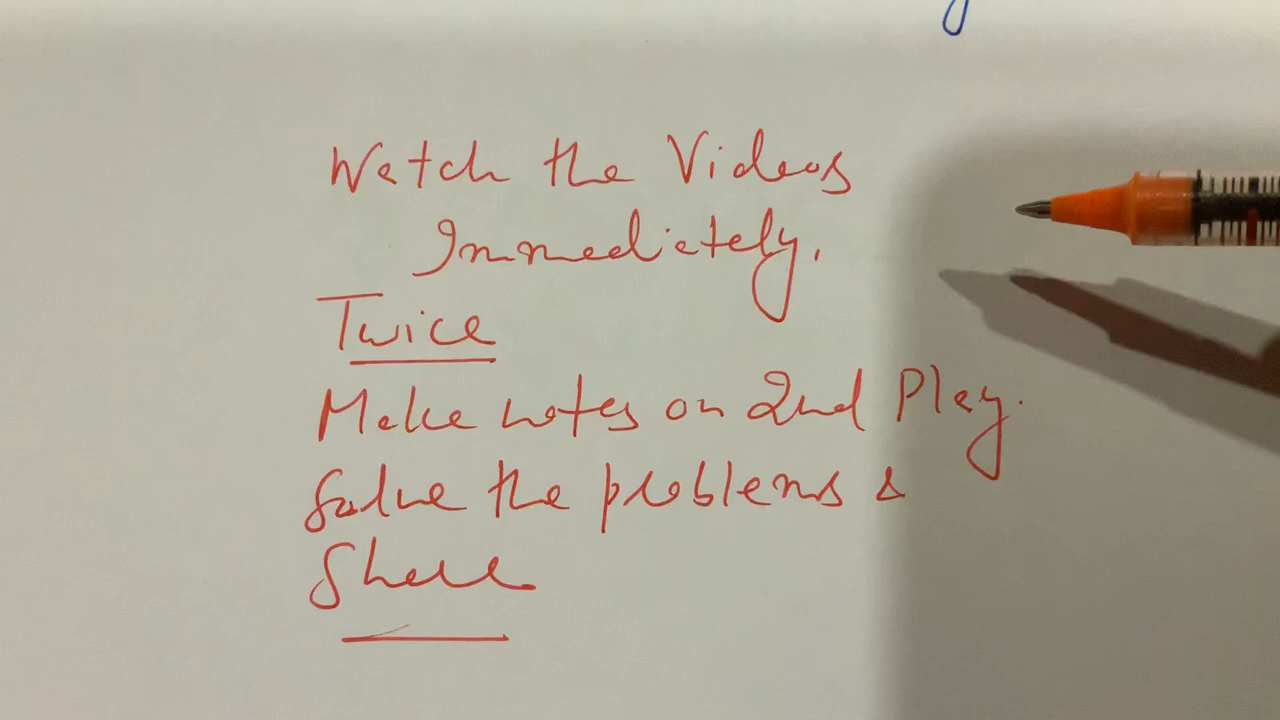 Watch the Videos
Immediately.
Twice
Make notes on 2nd Play.
Solve the problems &
Share